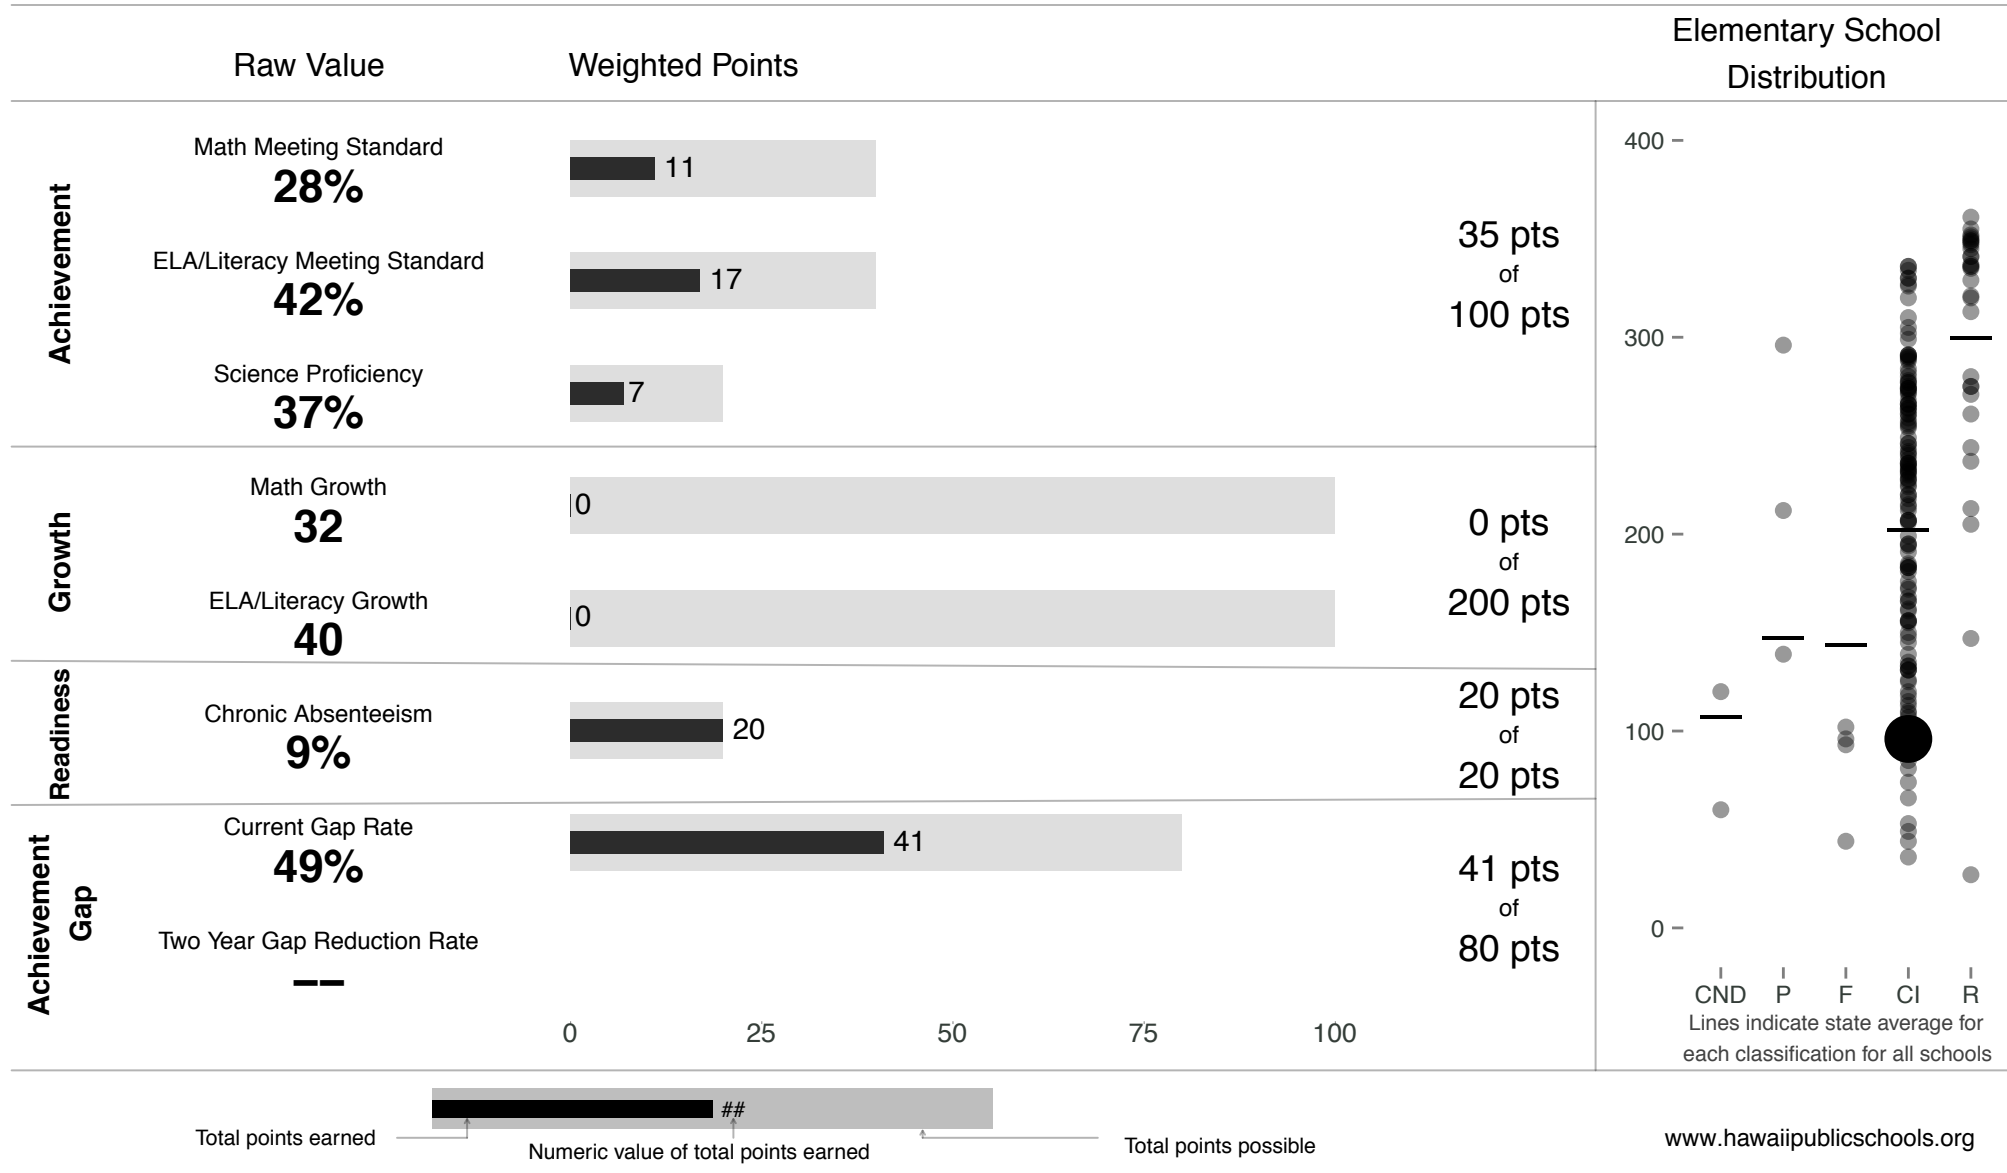 Raw Value
Weighted Points
Elementary School
Distribution
Achievement
Math Meeting Standard
28%
11
ELA/Literacy Meeting Standard
42%
17
Science Proficiency
37%
7
35 pts
of
100 pts
Growth
Math Growth
32
0
ELA/Literacy Growth
40
0
0 pts
of
200 pts
Readiness
Chronic Absenteeism
9%
20
20 pts
of
20 pts
Achievement
Gap
Current Gap Rate
49%
41
Two Year Gap Reduction Rate
––
41 pts
of
80 pts
0 25 50 75 100
400
300
200
100
0
CND P F CI R
Lines indicate state average for
each classification for all schools
##
Total points earned
Numeric value of total points earned
Total points possible
www.hawaiipublicschools.org